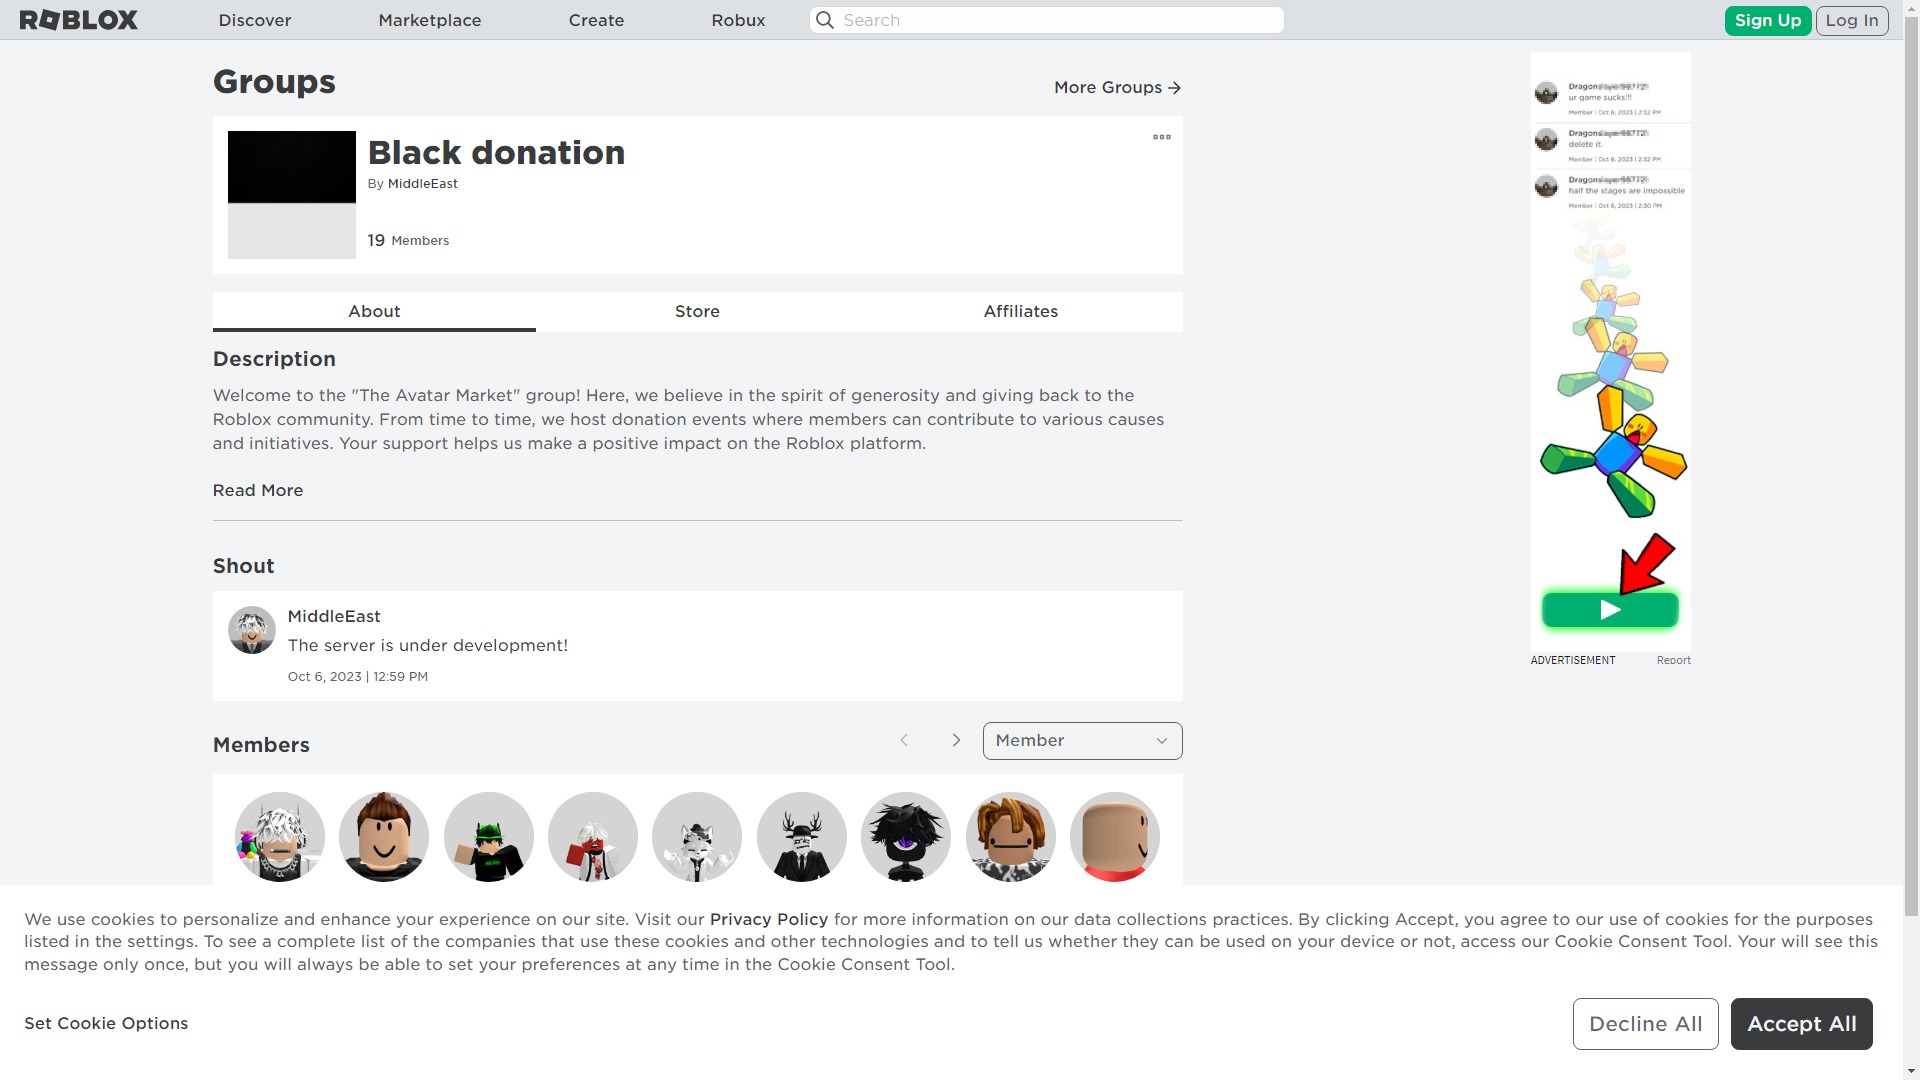 ROBLOX
Discover
Marketplace
Create
Robux
Search
Sign Up
Log In
Groups
More Groups
Black donation
By MiddleEast
19 Members
About
Store
Affiliates
Description
Welcome to the "The Avatar Market" group! Here, we believe in the spirit of generosity and giving back to the
Roblox community. From time to time, we host donation events where members can contribute to various causes
and initiatives. Your support helps us make a positive impact on the Roblox platform.
Read More
Shout
MiddleEast
The server is under development!
Oct 6, 2023 | 12:59 PM
Members
Member
ur game sucks!!!
Member | Oct 6, 2023 | 2:32 PM
delete it.
Member | Oct 6, 2023 | 2:32 PM
half the stages are impossible
Member | Oct 6, 2023 | 2:30 PM
ADVERTISEMENT
Report
We use cookies to personalize and enhance your experience on our site. Visit our Privacy Policy for more information on our data collections practices. By clicking Accept, you agree to our use of cookies for the purposes
listed in the settings. To see a complete list of the companies that use these cookies and other technologies and to tell us whether they can be used on your device or not, access our Cookie Consent Tool. Your will see this
message only once, but you will always be able to set your preferences at any time in the Cookie Consent Tool.
Set Cookie Options
Decline All
Accept All